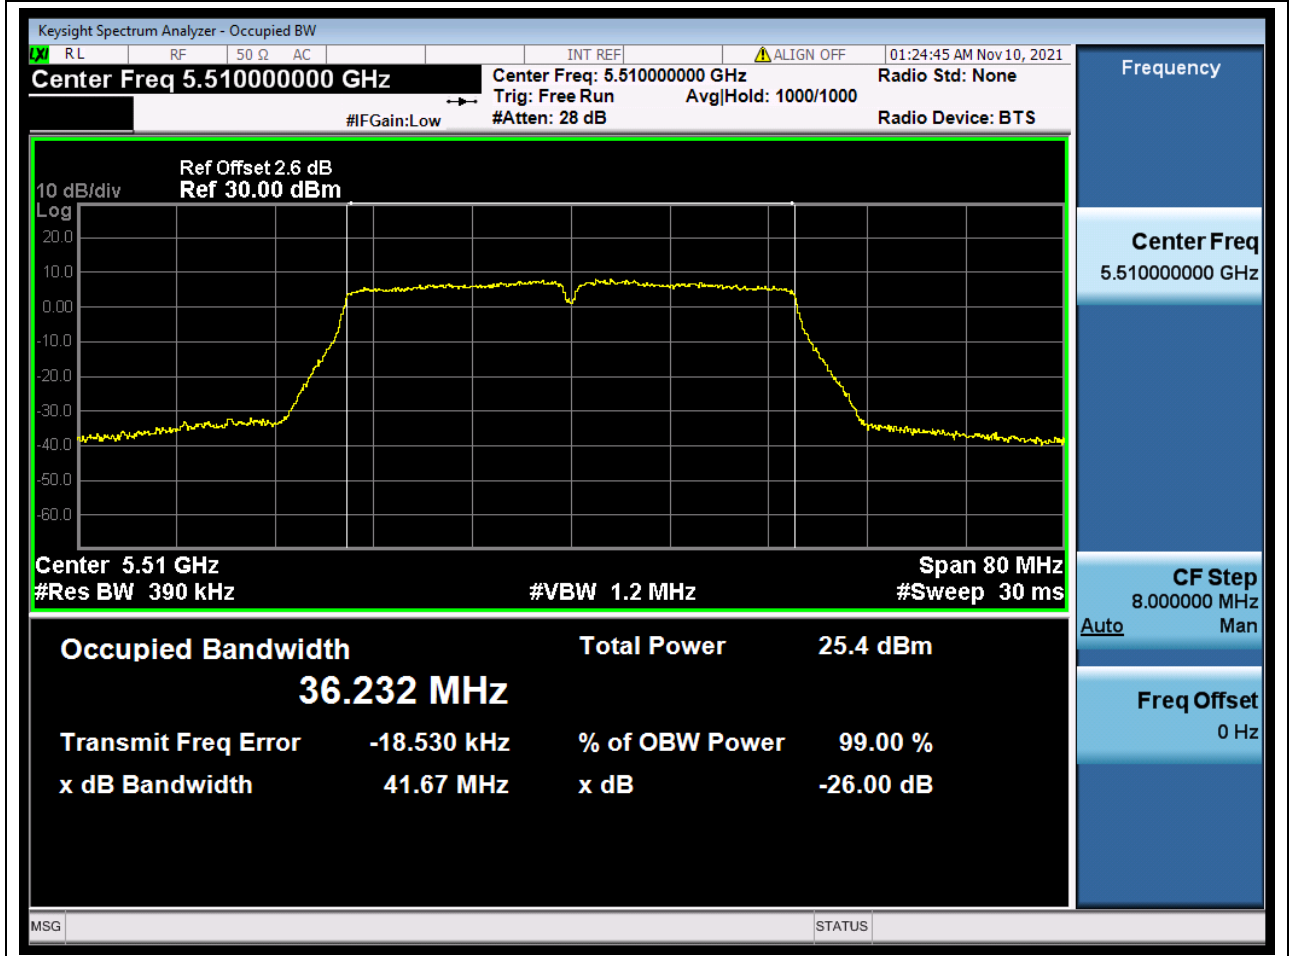 Keysight Spectrum Analyzer - Occupied BW
LXI RL RF 50 Ω AC INT REF ALIGN OFF 01:24:45 AM Nov 10, 2021
Center Freq 5.510000000 GHz
Center Freq: 5.510000000 GHz
Radio Std: None
Trig: Free Run Avg|Hold: 1000/1000
#IFGain:Low
#Atten: 28 dB
Radio Device: BTS
Ref Offset 2.6 dB
10 dB/div Ref 30.00 dBm
Log
20.0
10.0
0.00
-10.0
-20.0
-30.0
-40.0
-50.0
-60.0
Center 5.51 GHz Span 80 MHz
#Res BW 390 kHz #VBW 1.2 MHz #Sweep 30 ms
Occupied Bandwidth Total Power 25.4 dBm
36.232 MHz
Transmit Freq Error -18.530 kHz % of OBW Power 99.00 %
x dB Bandwidth 41.67 MHz x dB -26.00 dB
Frequency
Center Freq
5.510000000 GHz
CF Step
8.000000 MHz
Auto Man
Freq Offset
0 Hz
MSG STATUS